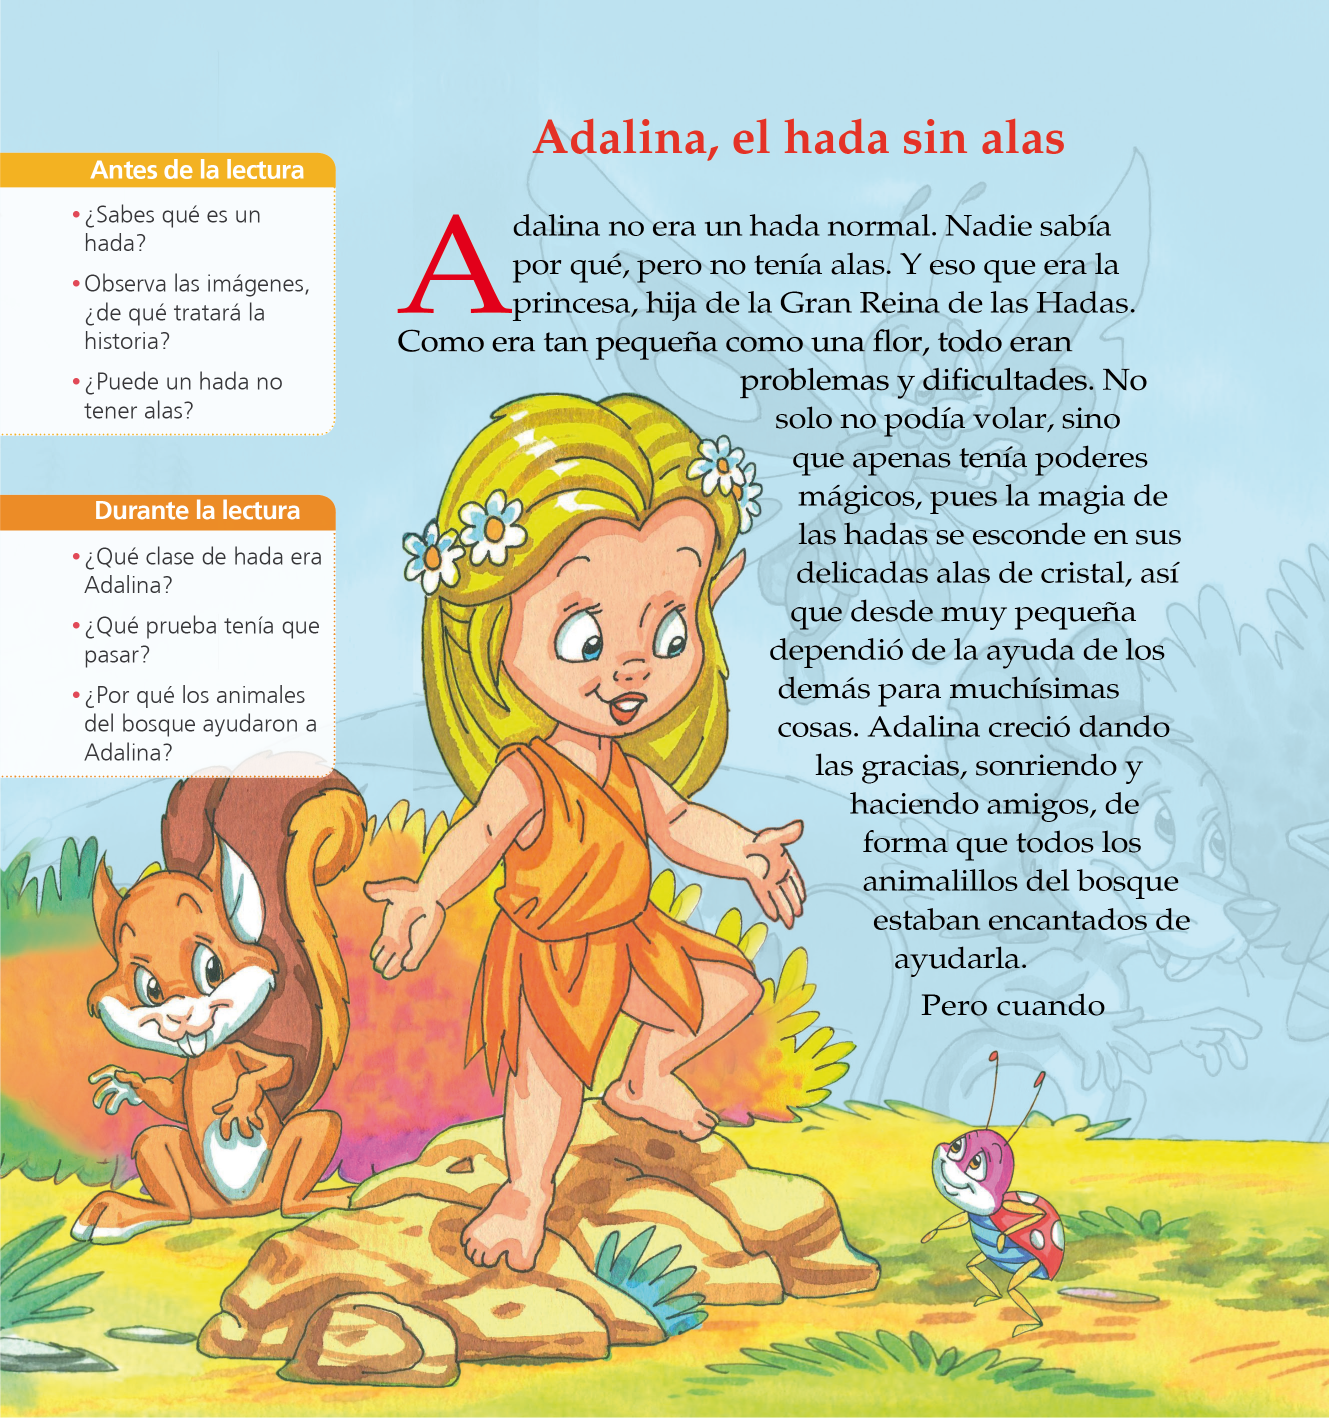 Adalina, el hada sin alas
Antes de la lectura
• ¿Sabes qué es un
hada?
• Observa las imágenes,
¿de qué tratará la
historia?
• ¿Puede un hada no
tener alas?
Durante la lectura
• ¿Qué clase de hada era
Adalina?
• ¿Qué prueba tenía que
pasar?
• ¿Por qué los animales
del bosque ayudaron a
Adalina?
Adalina no era un hada normal. Nadie sabía
por qué, pero no tenía alas. Y eso que era la
princesa, hija de la Gran Reina de las Hadas.
Como era tan pequeña como una flor, todo eran
problemas y dificultades. No
solo no podía volar, sino
que apenas tenía poderes
mágicos, pues la magia de
las hadas se esconde en sus
delicadas alas de cristal, así
que desde muy pequeña
dependió de la ayuda de los
demás para muchísimas
cosas. Adalina creció dando
las gracias, sonriendo y
haciendo amigos, de
forma que todos los
animalillos del bosque
estaban encantados de
ayudarla.
Pero cuando